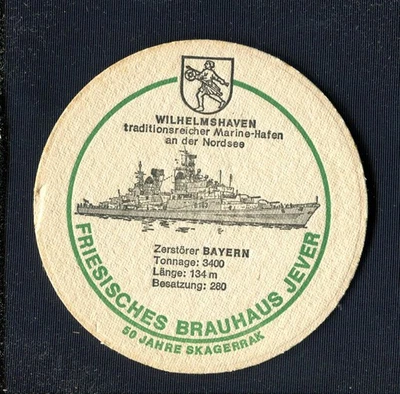 WILHELMSHAVEN
traditionsreicher Marine-Hafen
an der Nordsee
Zerstörer BAYERN
Tonnage: 3400
Länge: 134 m
Besatzung: 280
FRIESISCHES BRAUHAUS JEVER
50 JAHRE SKAGERRAK